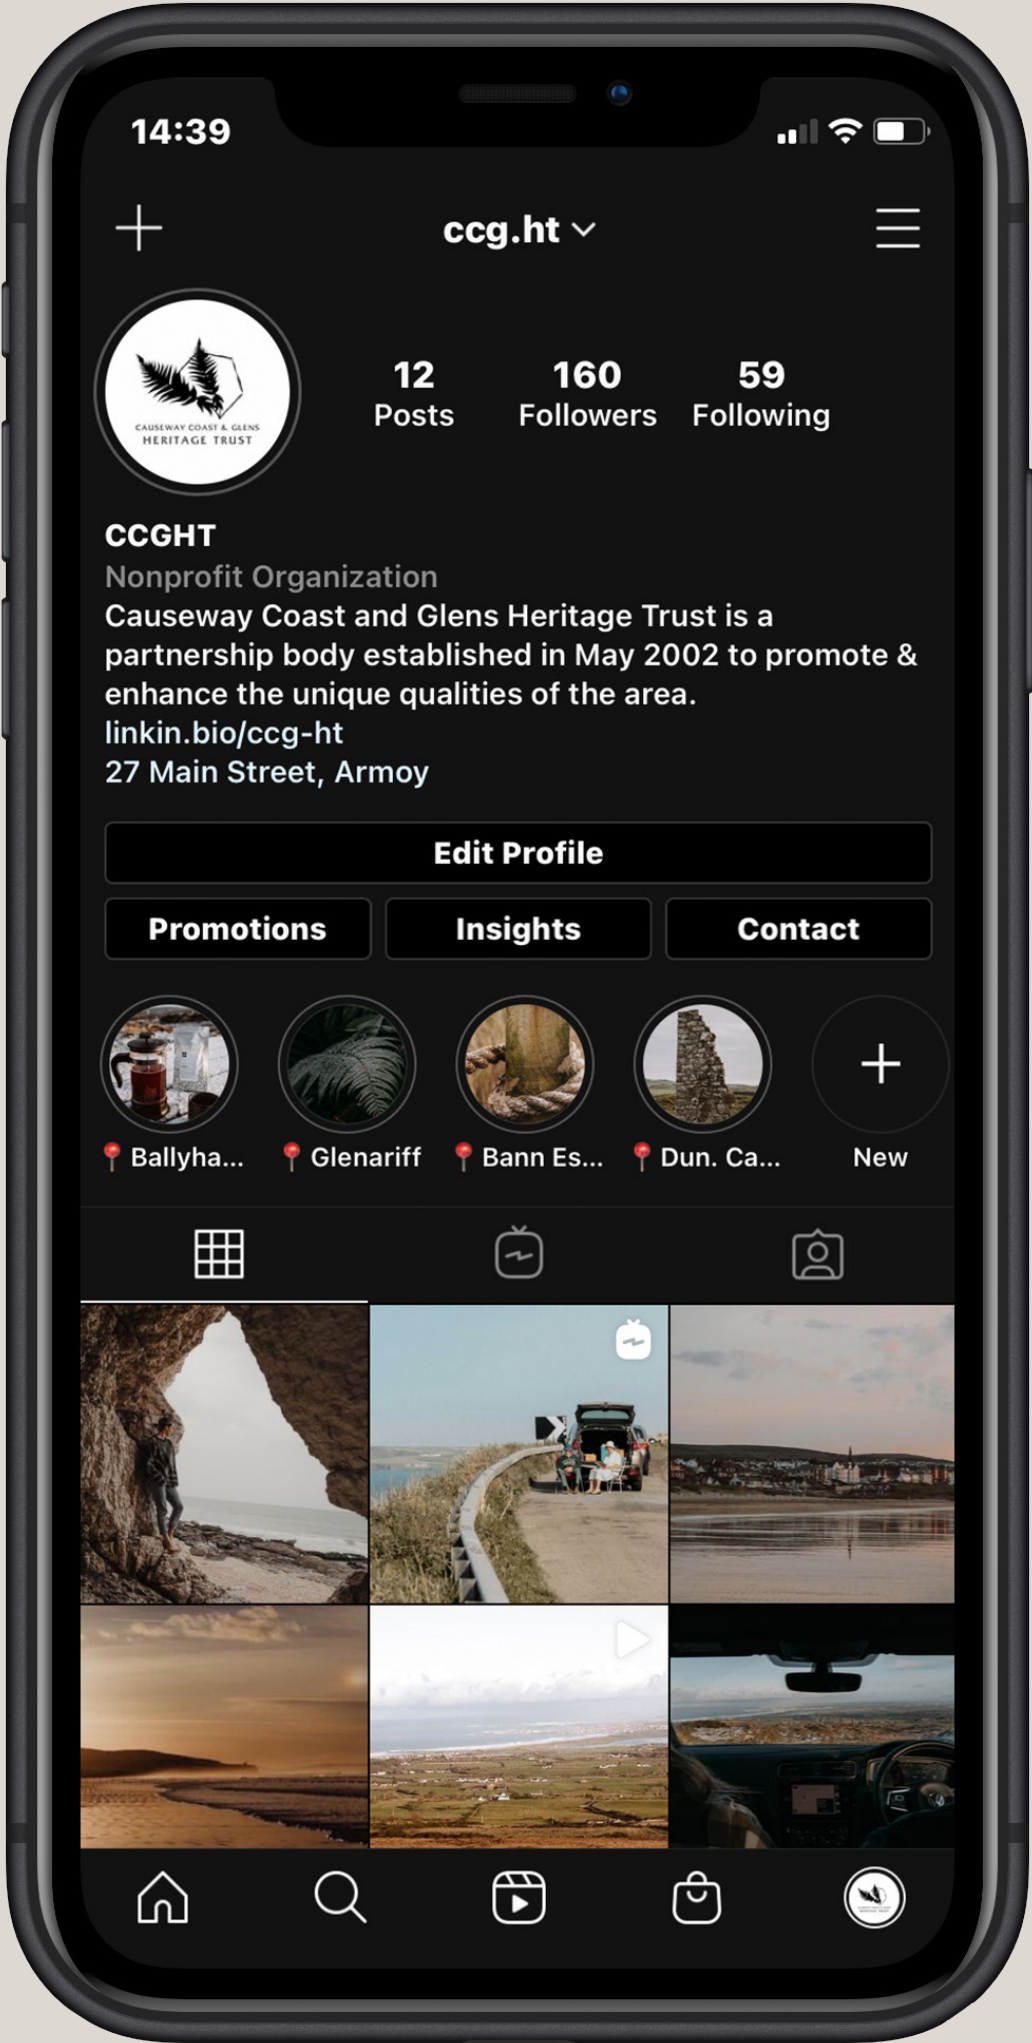 14:39
ccg.ht
CAUSEWAY COAST & GLENS
HERITAGE TRUST
12 160 59
Posts Followers Following
CCGHT
Nonprofit Organization
Causeway Coast and Glens Heritage Trust is a
partnership body established in May 2002 to promote &
enhance the unique qualities of the area.
linkin.bio/ccg-ht
27 Main Street, Armoy
Edit Profile
Promotions Insights Contact
Ballyha... Glenariff Bann Es... Dun. Ca... New